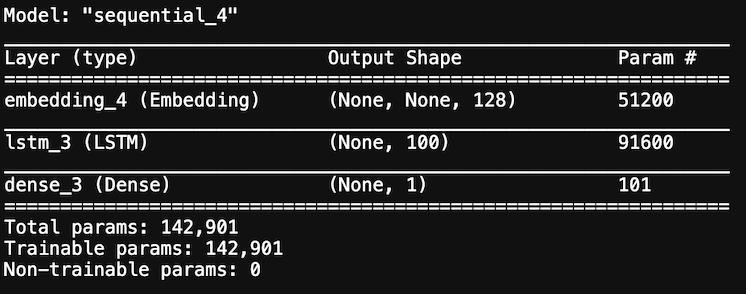 Model: "sequential_4"
Layer (type) Output Shape Param #
embedding_4 (Embedding) (None, None, 128) 51200
lstm_3 (LSTM) (None, 100) 91600
dense_3 (Dense) (None, 1) 101
Total params: 142,901
Trainable params: 142,901
Non-trainable params: 0